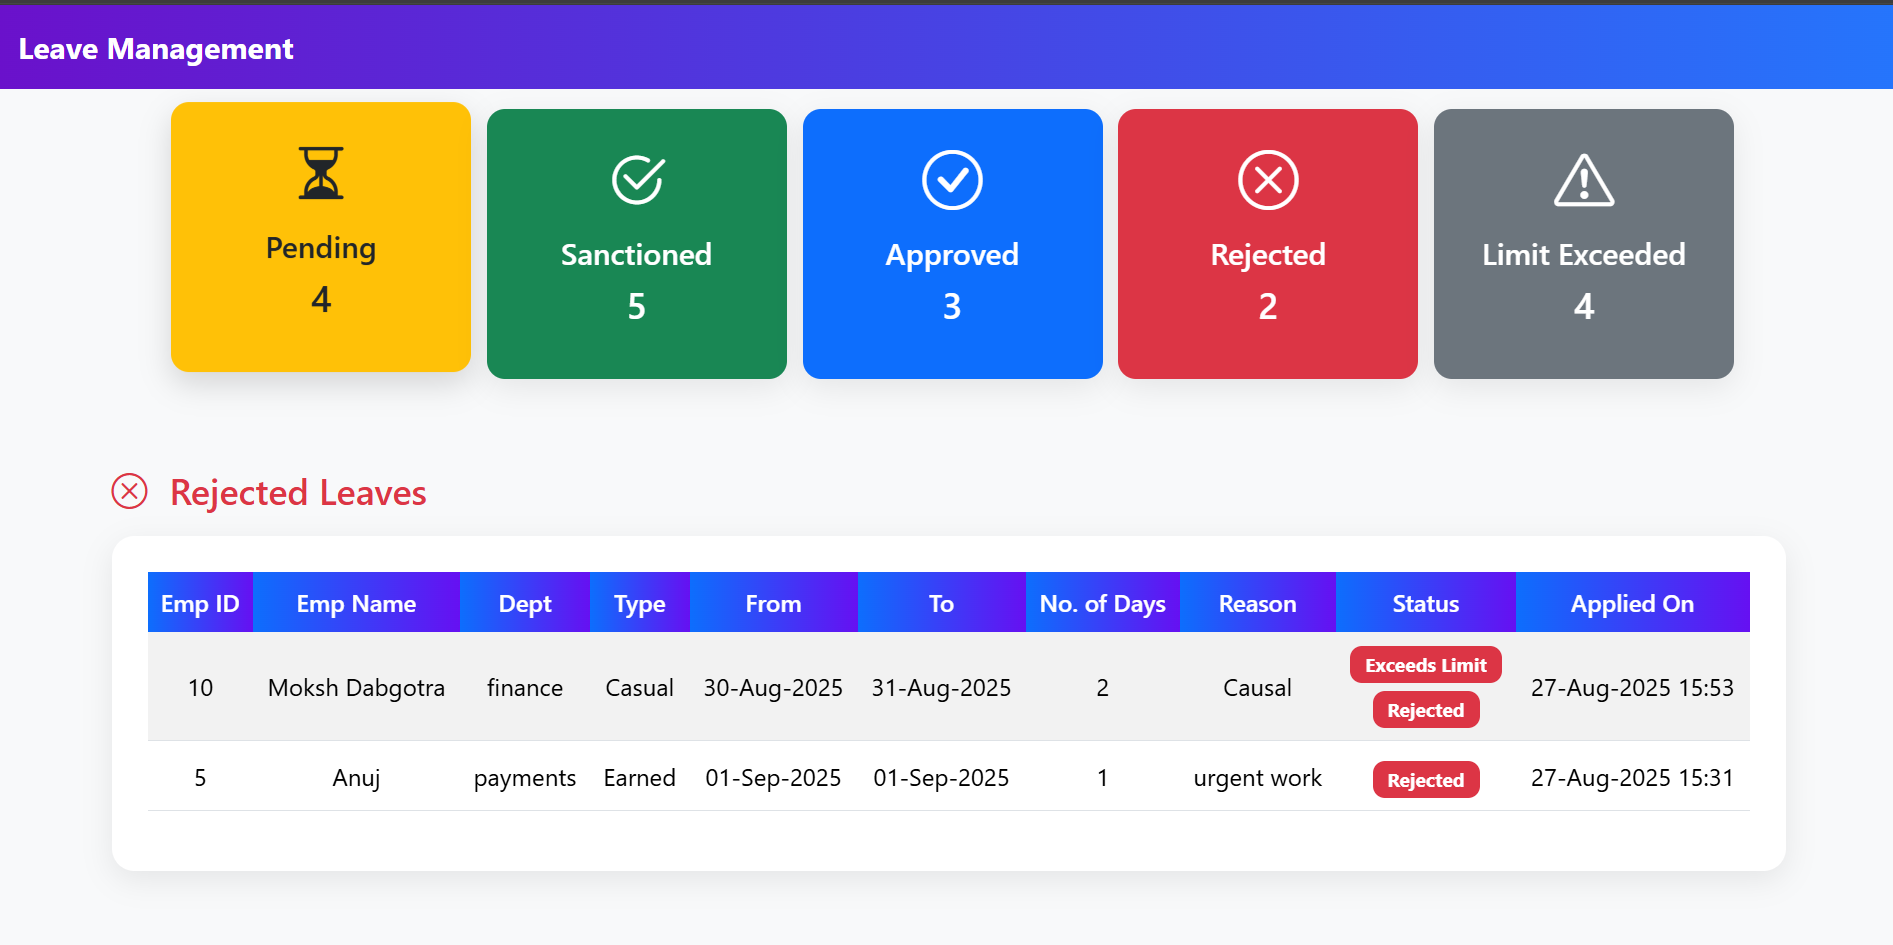 Leave Management
Pending
4
Sanctioned
5
Approved
3
Rejected
2
Limit Exceeded
4
Rejected Leaves
Emp ID Emp Name Dept Type From To No. of Days Reason Status Applied On
10 Moksh Dabgotra finance Casual 30-Aug-2025 31-Aug-2025 2 Causal Exceeds Limit Rejected 27-Aug-2025 15:53
5 Anuj payments Earned 01-Sep-2025 01-Sep-2025 1 urgent work Rejected 27-Aug-2025 15:31